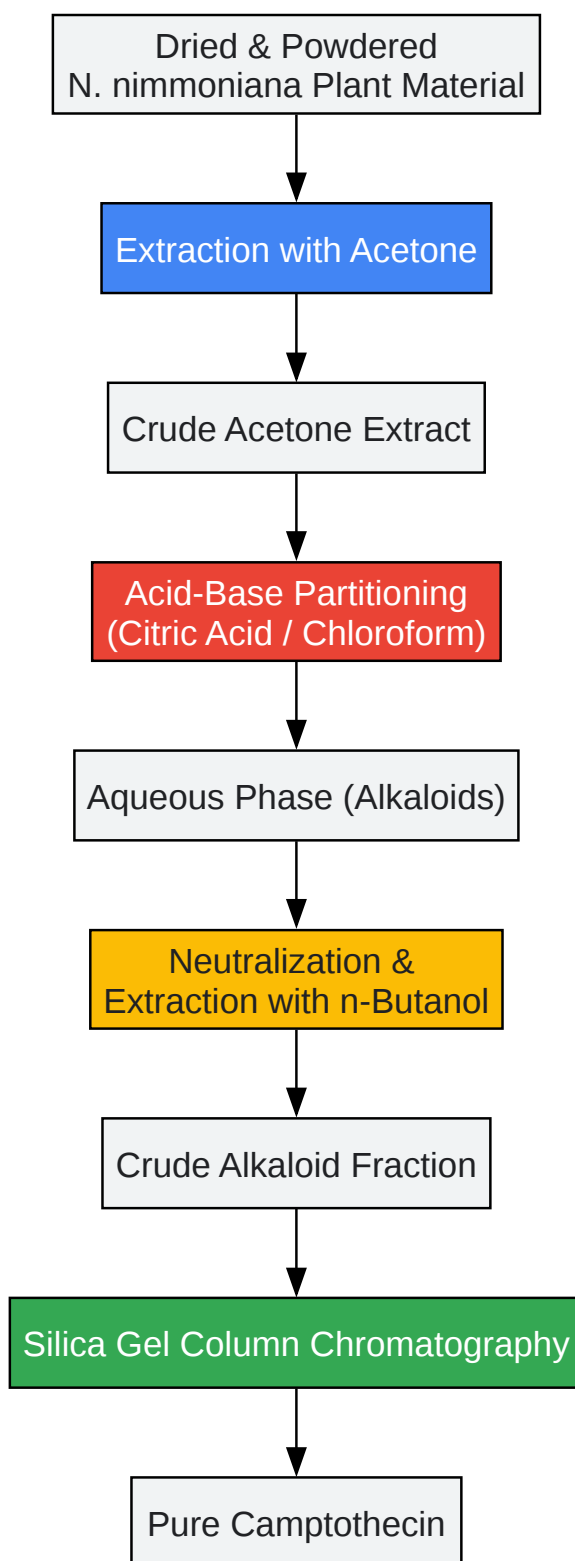 Dried & Powdered
N. nimmoniana Plant Material
Extraction with Acetone
Crude Acetone Extract
Acid-Base Partitioning
(Citric Acid / Chloroform)
Aqueous Phase (Alkaloids)
Neutralization &
Extraction with n-Butanol
Crude Alkaloid Fraction
Silica Gel Column Chromatography
Pure Camptothecin